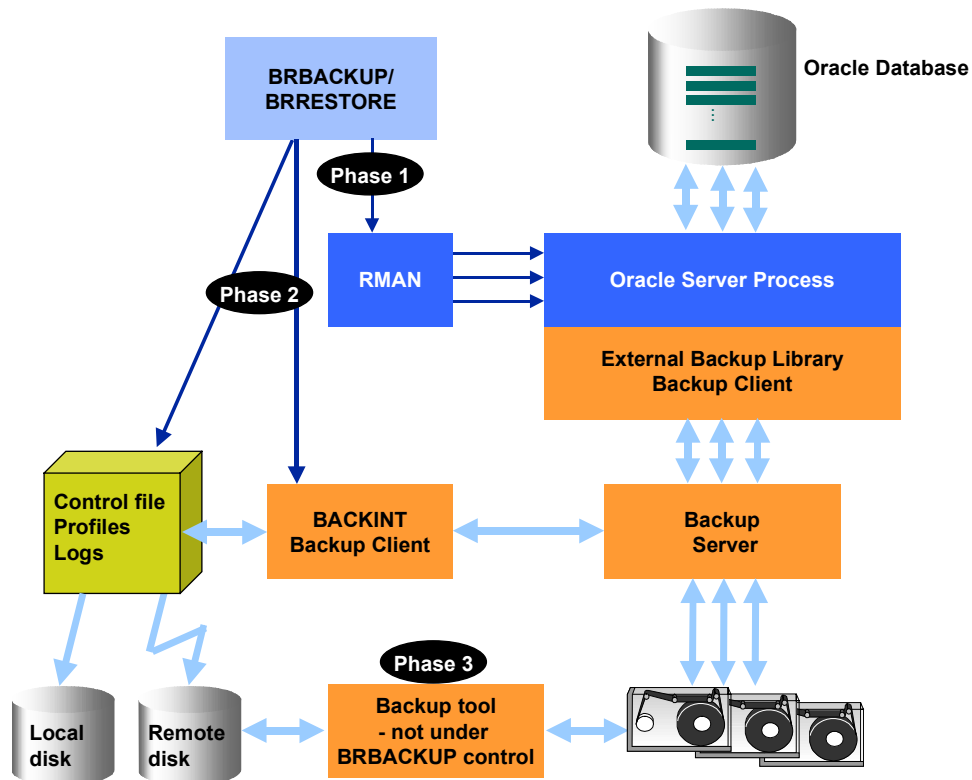 BRBACKUP/
BRRESTORE
Oracle Database
Phase 1
RMAN
Oracle Server Process
Phase 2
External Backup Library
Backup Client
Control file
Profiles
Logs
BACKINT
Backup Client
Backup
Server
Phase 3
Local
disk
Remote
disk
Backup tool
- not under
BRBACKUP control